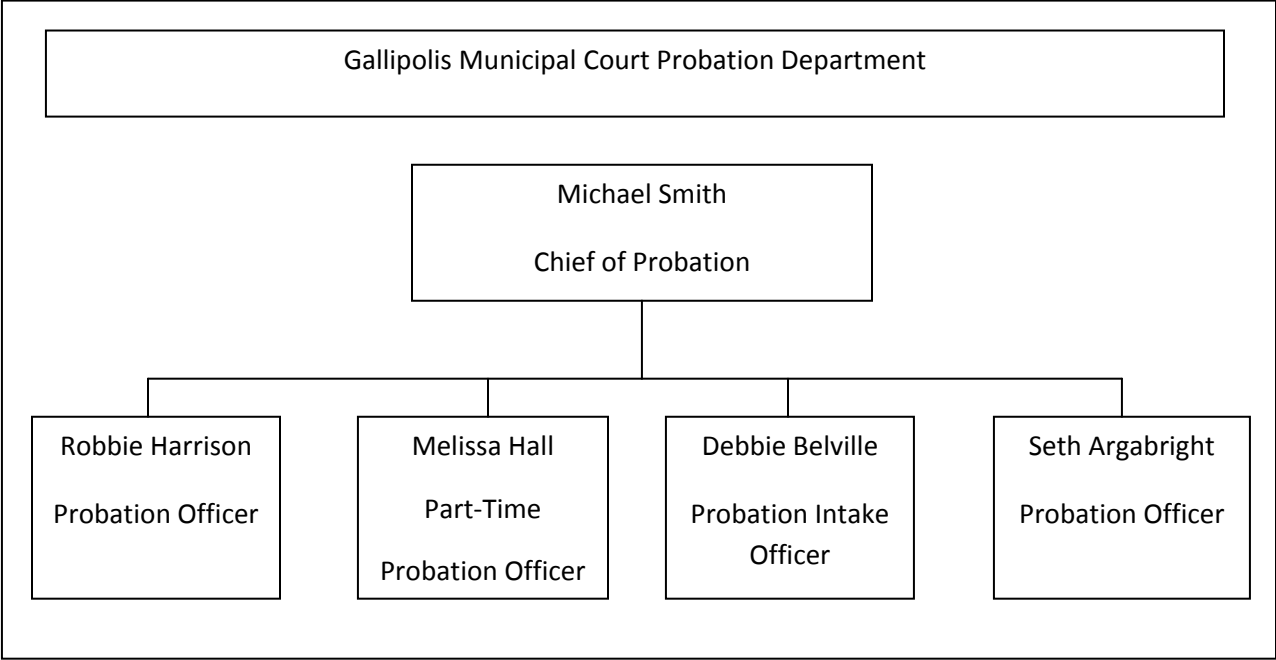 Gallipolis Municipal Court Probation Department
Michael Smith
Chief of Probation
Robbie Harrison
Probation Officer
Melissa Hall
Part-Time
Probation Officer
Debbie Belville
Probation Intake
Officer
Seth Argabright
Probation Officer